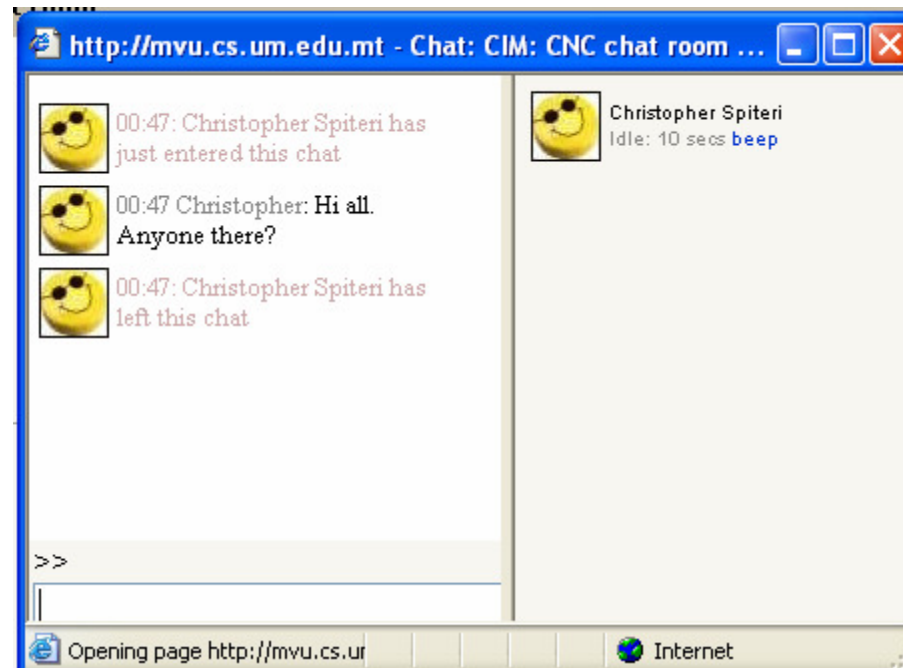 http://mvu.cs.um.edu.mt - Chat: CIM: CNC chat room ...
00:47: Christopher Spiteri has
just entered this chat
00:47 Christopher: Hi all.
Anyone there?
00:47: Christopher Spiteri has
left this chat
Christopher Spiteri
Idle: 10 secs beep
>>
Opening page http://mvu.cs.ur
Internet